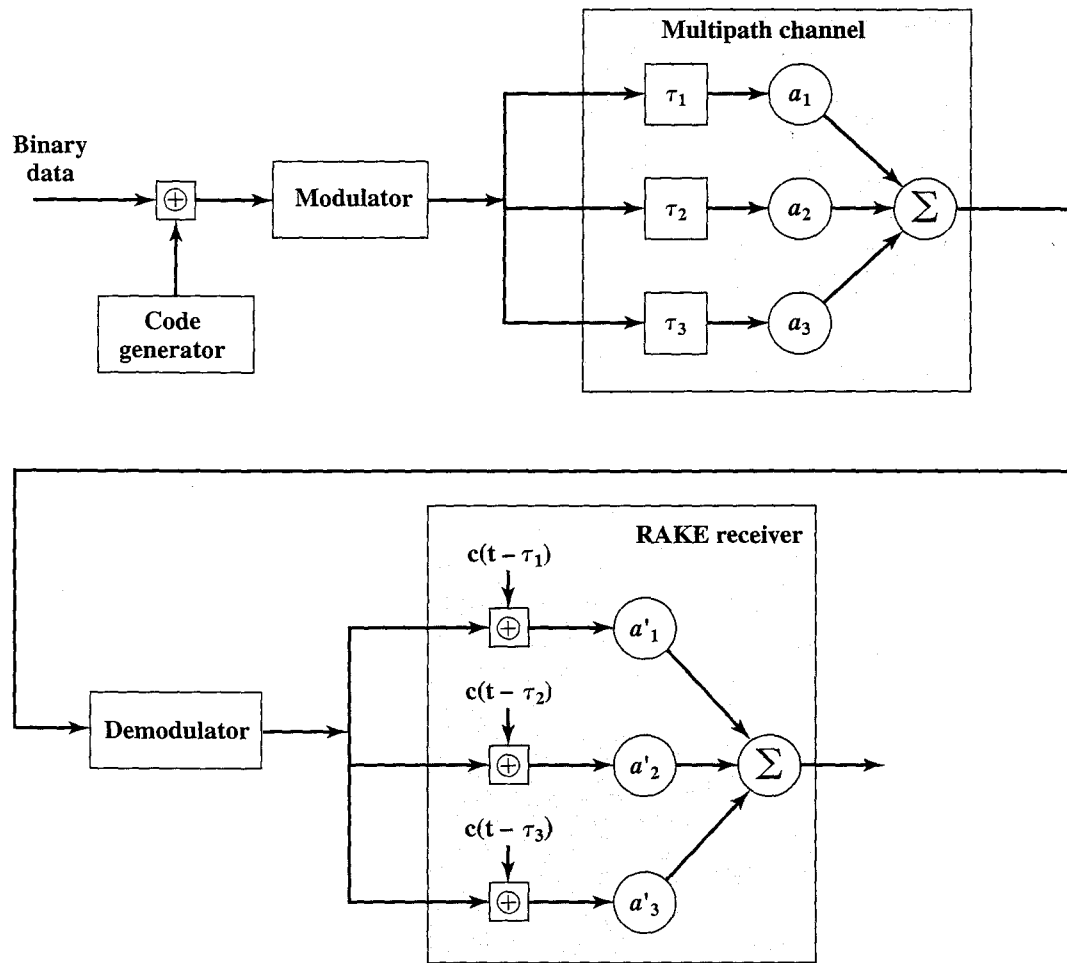 Multipath channel
τ1
a1
Binary
data
⊕
Modulator
τ2
a2
Σ
Code
generator
τ3
a3
RAKE receiver
c(t – τ1)
⊕
a'1
c(t – τ2)
Demodulator
⊕
a'2
Σ
c(t – τ3)
⊕
a'3